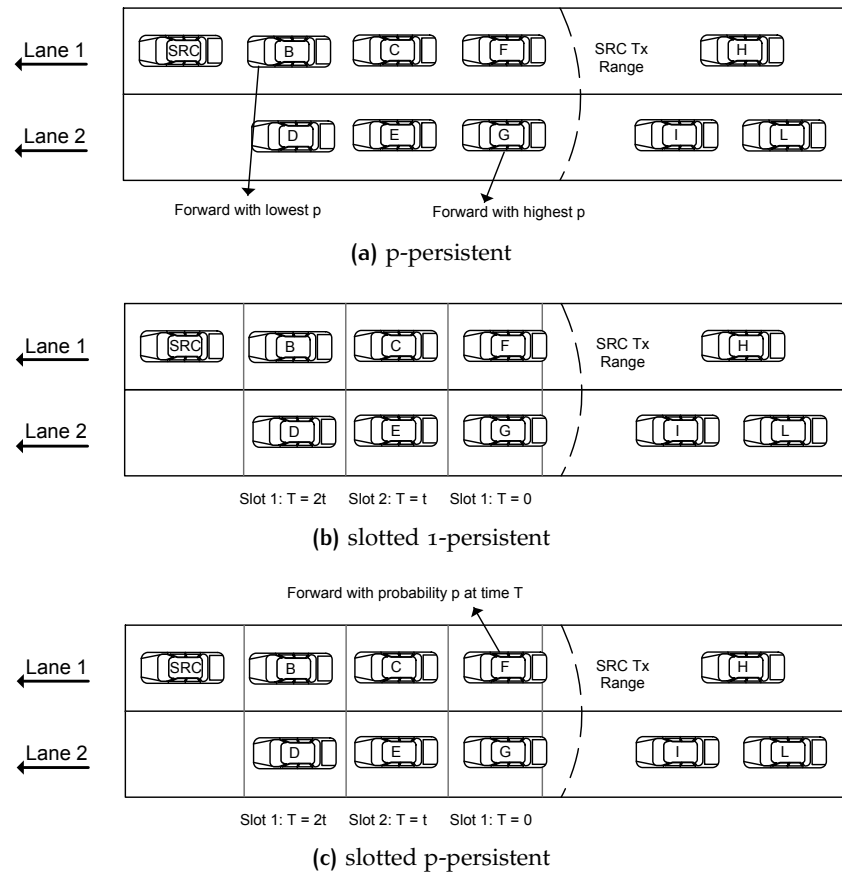 Lane 1
SRC B C F SRC Tx Range H
Lane 2
D E G I L
Forward with lowest p Forward with highest p
(a) p-persistent
Lane 1
SRC B C F SRC Tx Range H
Lane 2
D E G I L
Slot 1: T = 2t Slot 2: T = t Slot 1: T = 0
(b) slotted 1-persistent
Forward with probability p at time T
Lane 1
SRC B C F SRC Tx Range H
Lane 2
D E G I L
Slot 1: T = 2t Slot 2: T = t Slot 1: T = 0
(c) slotted p-persistent